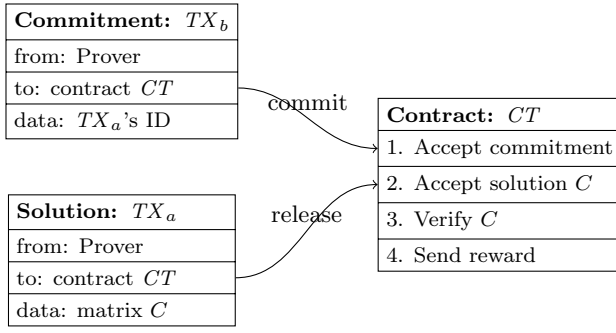 Commitment: TX_b
from: Prover
to: contract CT
data: TX_a's ID
commit
Solution: TX_a
from: Prover
to: contract CT
data: matrix C
release
Contract: CT
1. Accept commitment
2. Accept solution C
3. Verify C
4. Send reward